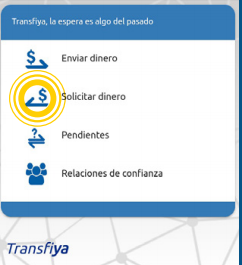 Transfiya, la espera es algo del pasado
Enviar dinero
Solicitar dinero
Pendientes
Relaciones de confianza
Transfiya